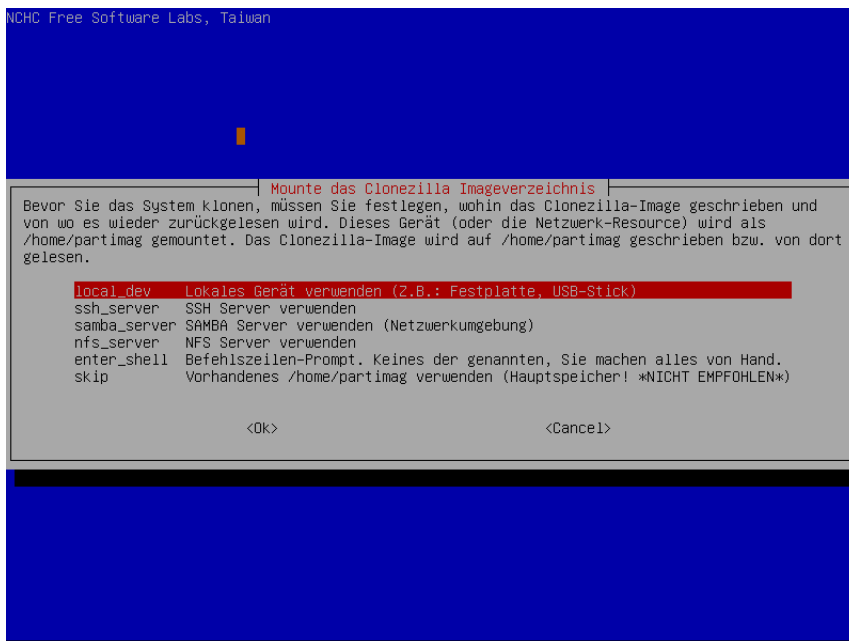 NCHC Free Software Labs, Taiwan
Mounte das Clonezilla Imageverzeichnis
Bevor Sie das System klonen, müssen Sie festlegen, wohin das Clonezilla-Image geschrieben und
von wo es wieder zurückgelesen wird. Dieses Gerät (oder die Netzwerk-Resource) wird als
/home/partimag gemountet. Das Clonezilla-Image wird auf /home/partimag geschrieben bzw. von dort
gelesen.
local_dev Lokales Gerät verwenden (Z.B.: Festplatte, USB-Stick)
ssh_server SSH Server verwenden
samba_server SAMBA Server verwenden (Netzwerkumgebung)
nfs_server NFS Server verwenden
enter_shell Befehlszeilen-Prompt. Keines der genannten, Sie machen alles von Hand.
skip Vorhandenes /home/partimag verwenden (Hauptspeicher! *NICHT EMPFOHLEN*)
<Ok> <Cancel>